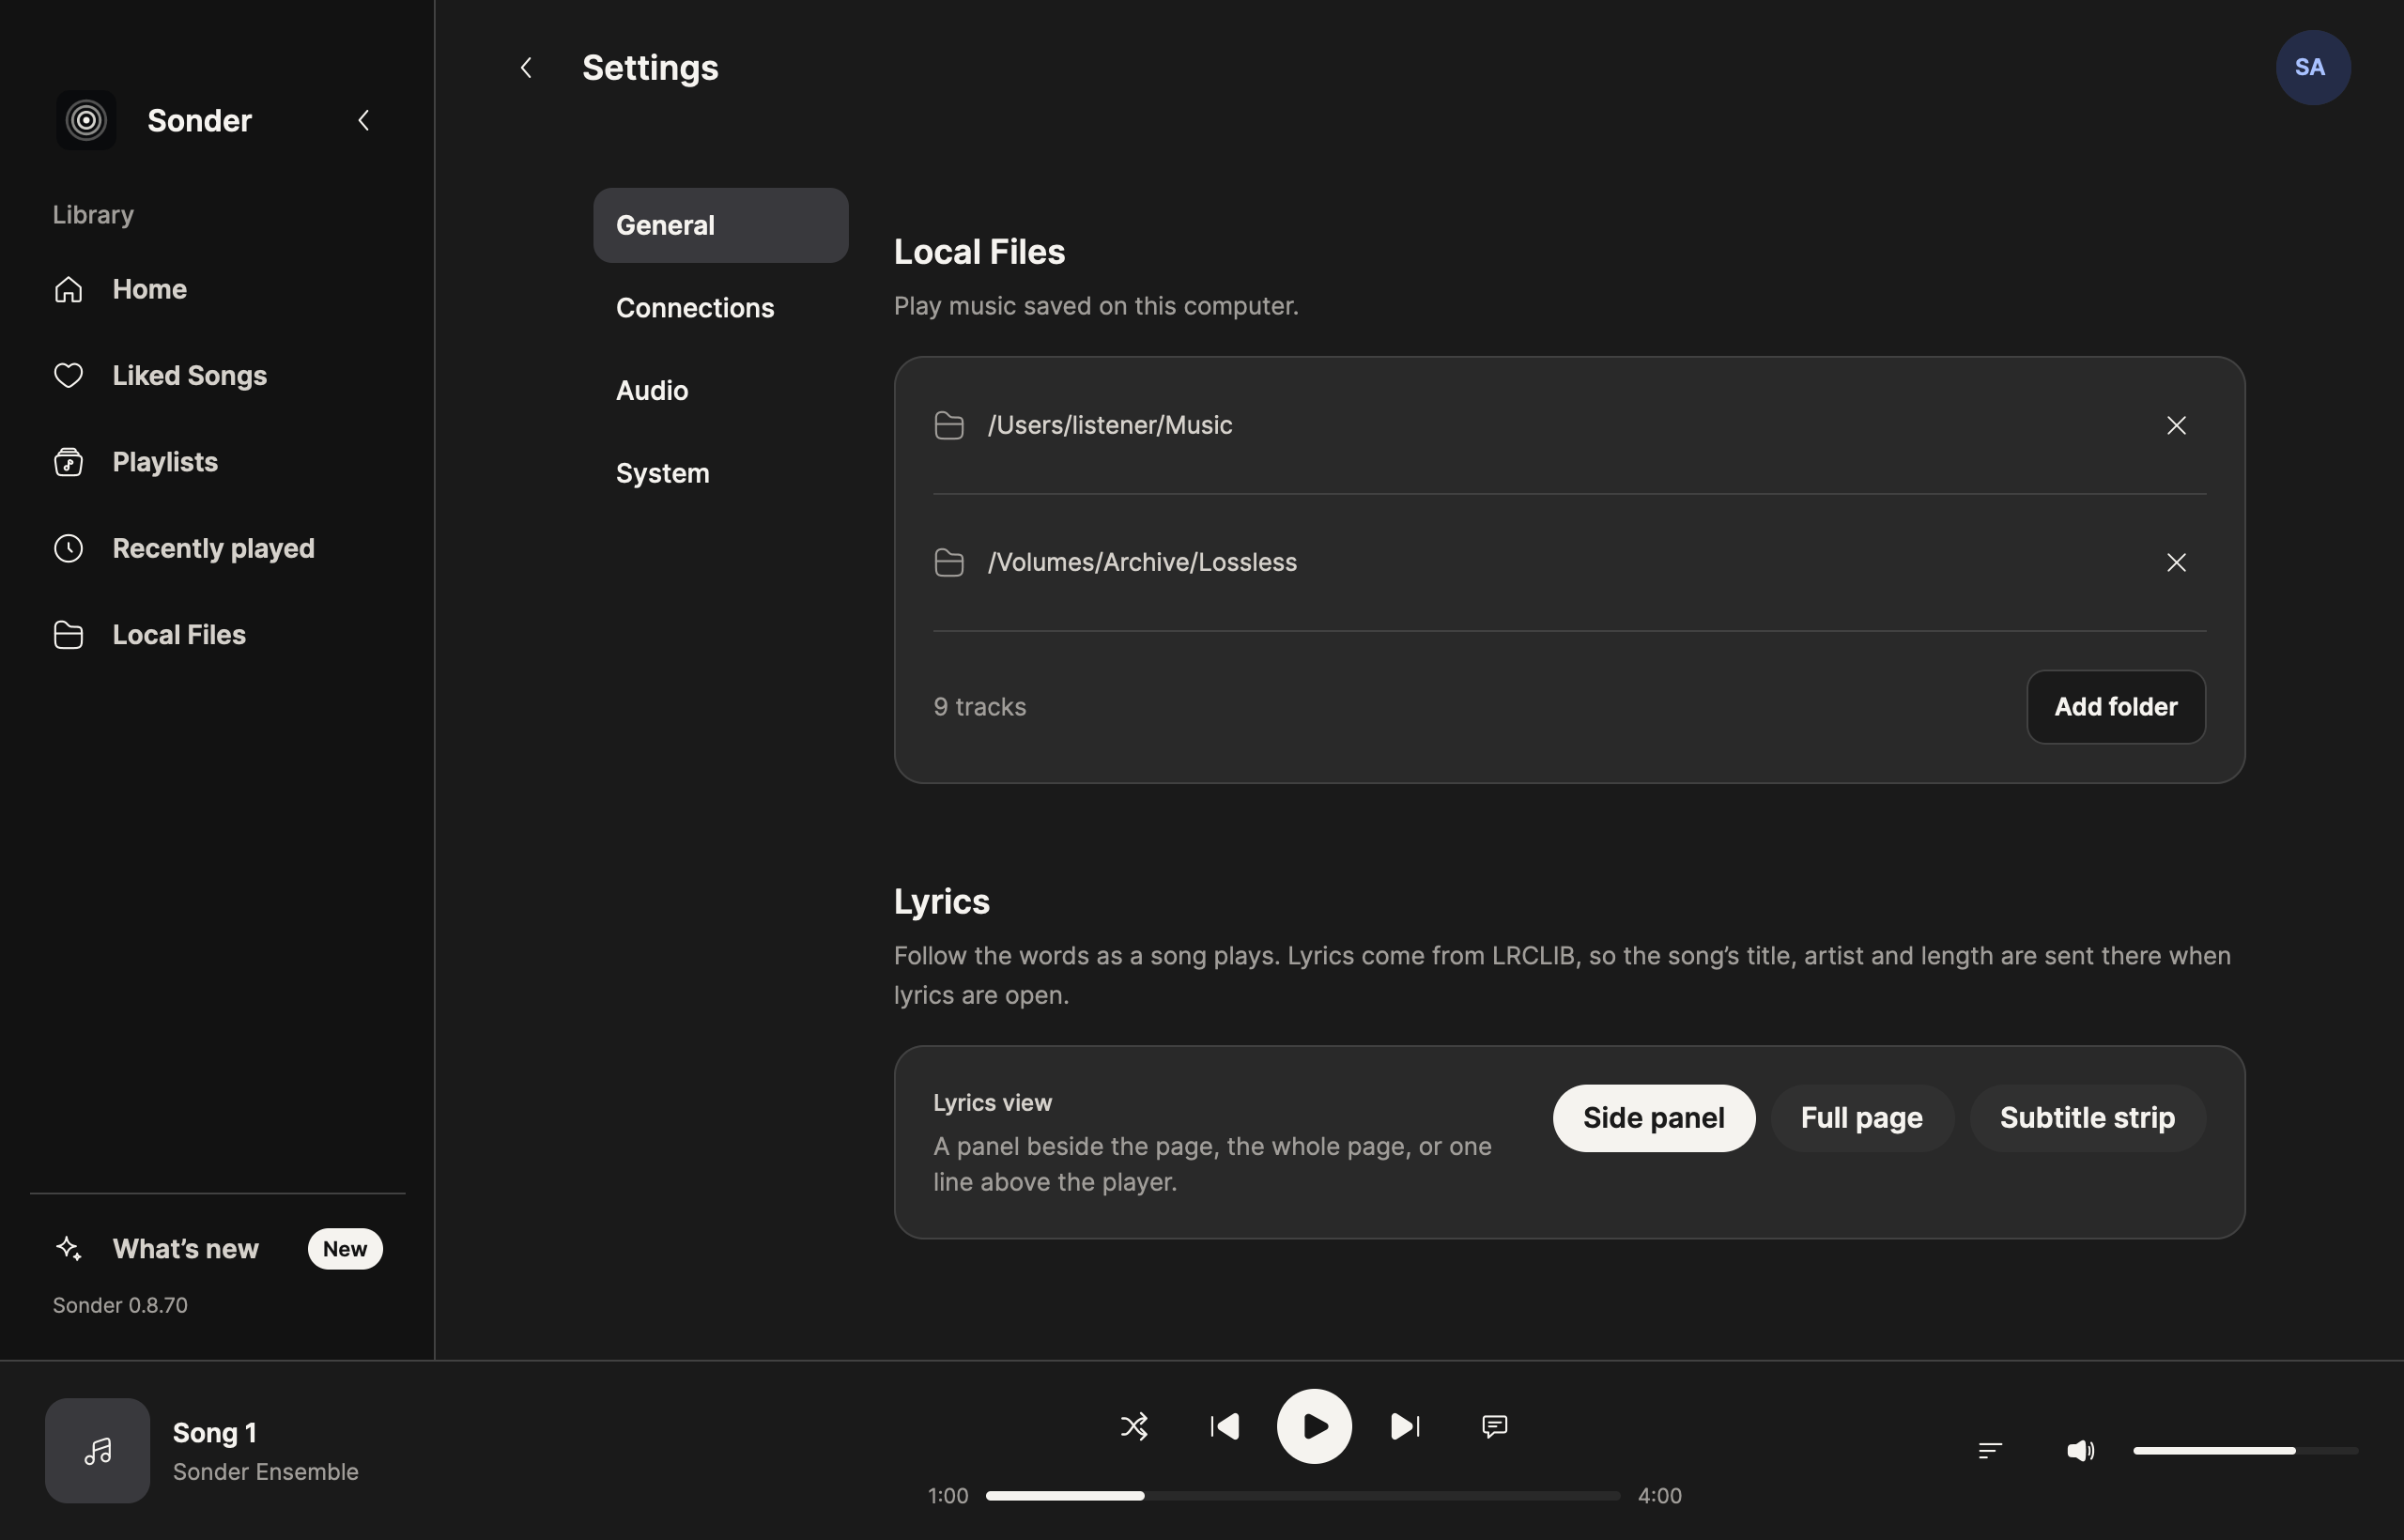 Sonder
Library
Home
Liked Songs
Playlists
Recently played
Local Files
What’s new
New
Sonder 0.8.70
Settings
SA
General
Connections
Audio
System
Local Files
Play music saved on this computer.
/Users/listener/Music
/Volumes/Archive/Lossless
9 tracks
Add folder
Lyrics
Follow the words as a song plays. Lyrics come from LRCLIB, so the song’s title, artist and length are sent there when
lyrics are open.
Lyrics view
A panel beside the page, the whole page, or one
line above the player.
Side panel
Full page
Subtitle strip
Song 1
Sonder Ensemble
1:00
4:00